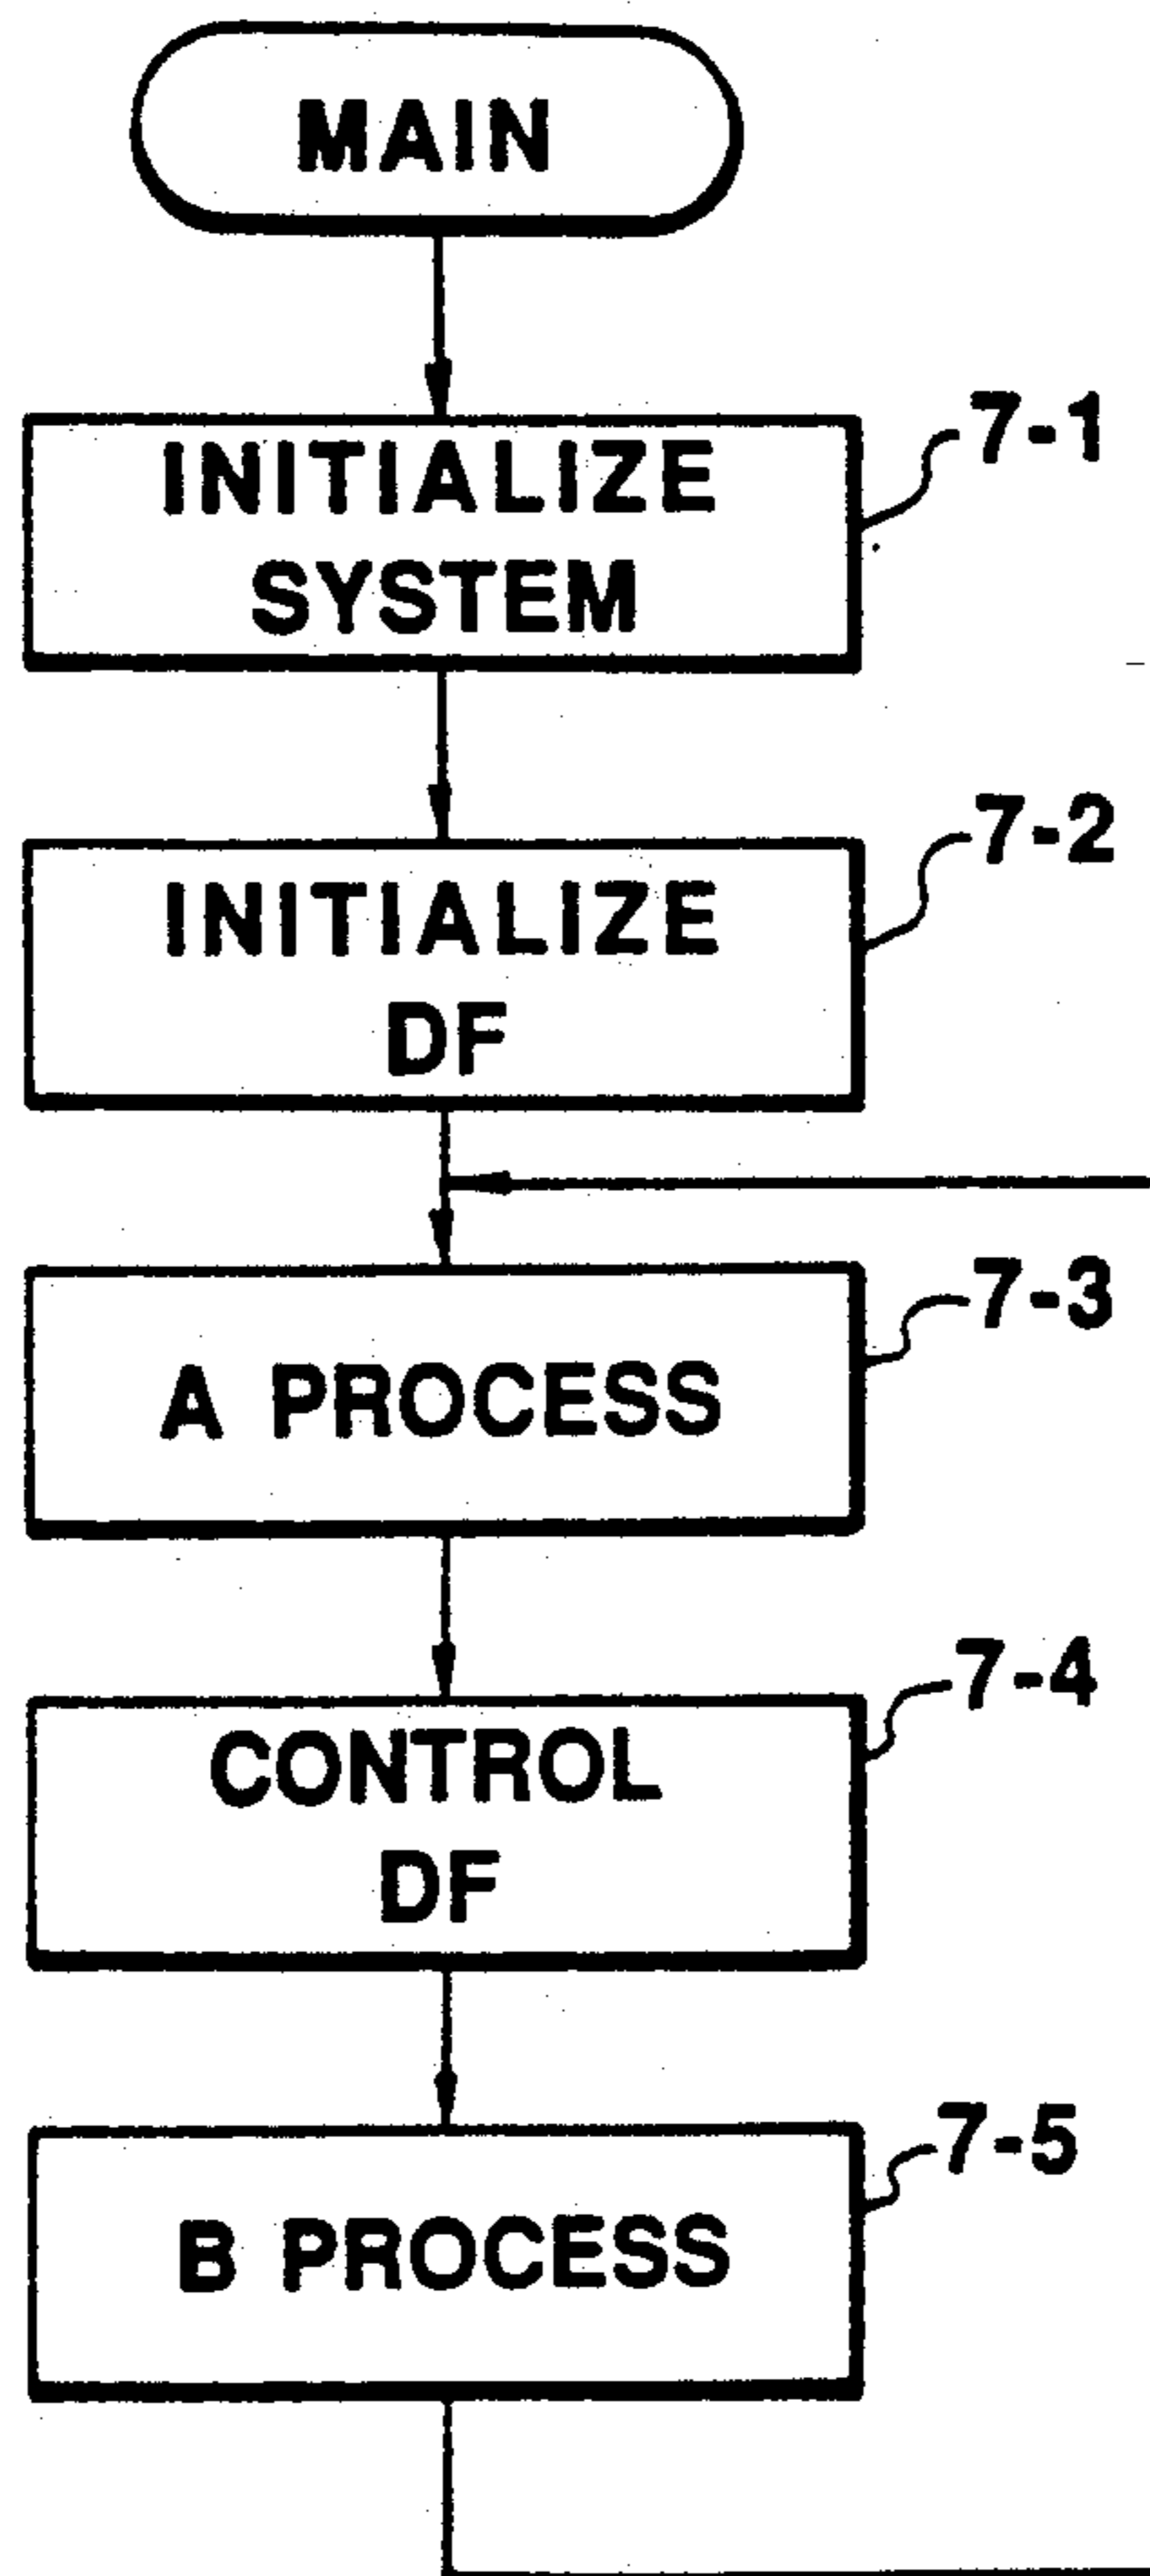 MAIN
7-1
INITIALIZE
SYSTEM
7-2
INITIALIZE
DF
7-3
A PROCESS
7-4
CONTROL
DF
7-5
B PROCESS